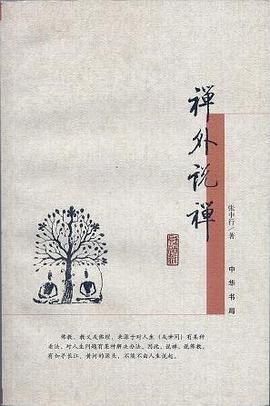 禅外说禅
张中行/著
中华书局
佛教，教义及佛理，来源于对人生（或世间）有某种
看法，对人生问题有某种解决办法。因此，说禅，说佛教，
有如寻长江、黄河的源头，不能不由人生说起。